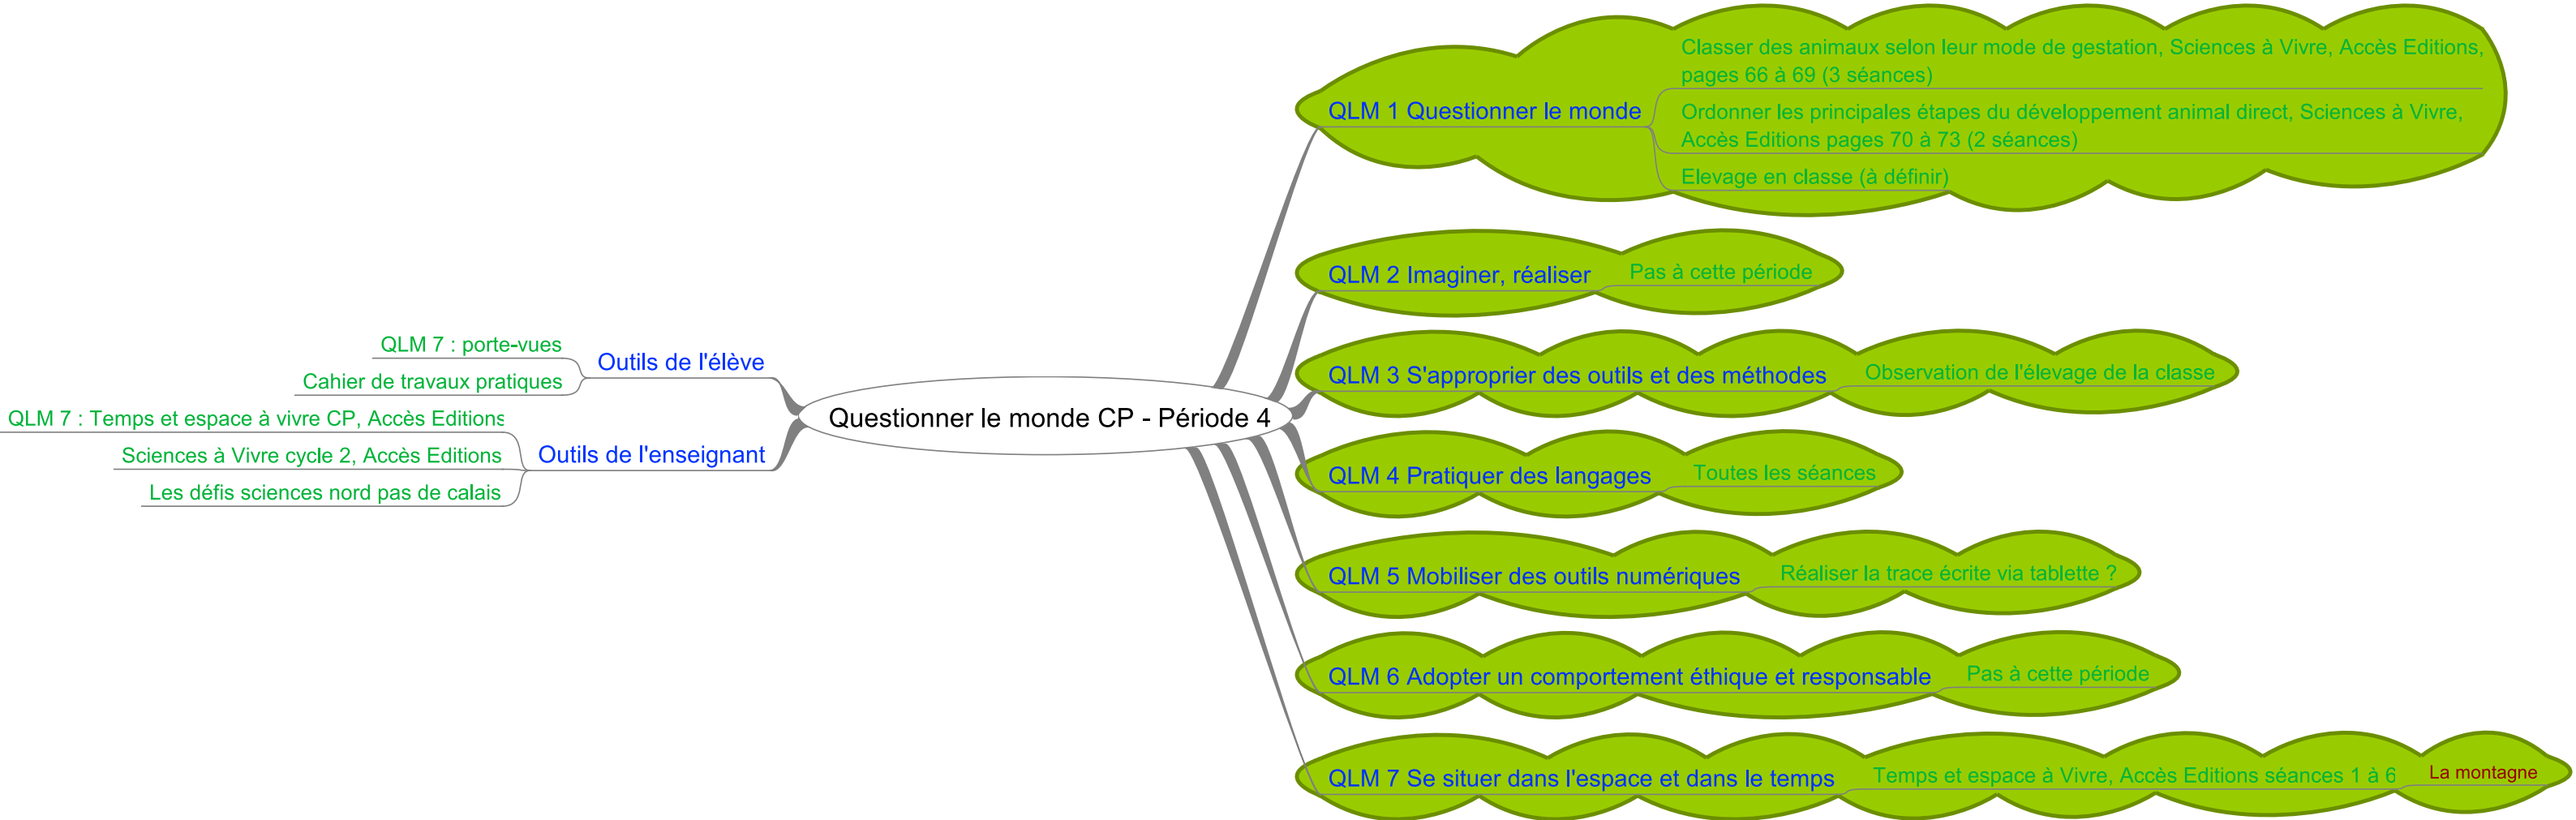 Questionner le monde CP - Période 4
QLM 1 Questionner le monde
Classer des animaux selon leur mode de gestation, Sciences à Vivre, Accès Editions,
pages 66 à 69 (3 séances)
Ordonner les principales étapes du développement animal direct, Sciences à Vivre,
Accès Editions pages 70 à 73 (2 séances)
Elevage en classe (à définir)
QLM 2 Imaginer, réaliser
Pas à cette période
QLM 3 S'approprier des outils et des méthodes
Observation de l'élevage de la classe
QLM 4 Pratiquer des langages
Toutes les séances
QLM 5 Mobiliser des outils numériques
Réaliser la trace écrite via tablette ?
QLM 6 Adopter un comportement éthique et responsable
Pas à cette période
QLM 7 Se situer dans l'espace et dans le temps
Temps et espace à Vivre, Accès Editions séances 1 à 6
La montagne
Outils de l'élève
QLM 7 : porte-vues
Cahier de travaux pratiques
Outils de l'enseignant
QLM 7 : Temps et espace à vivre CP, Accès Editions
Sciences à Vivre cycle 2, Accès Editions
Les défis sciences nord pas de calais